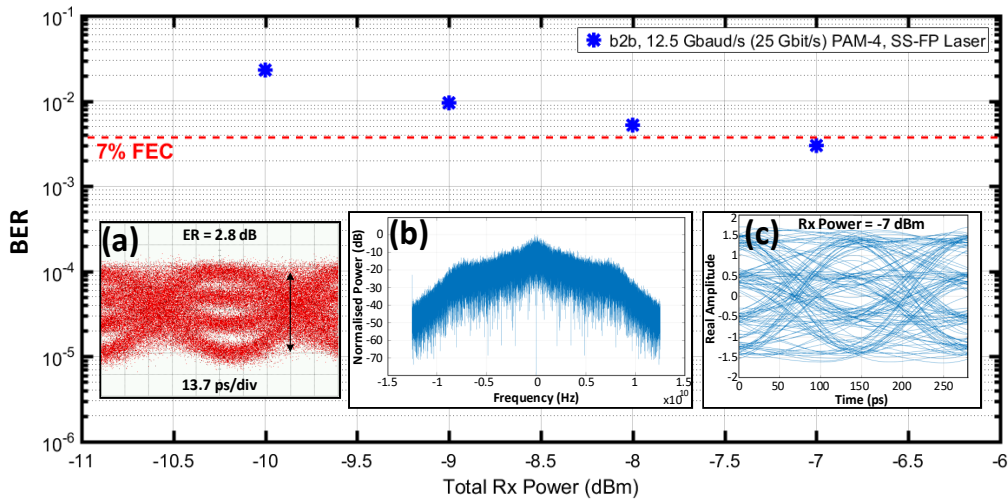 10^-1
10^-2
10^-3
10^-4
10^-5
10^-6
BER
b2b, 12.5 Gbaud/s (25 Gbit/s) PAM-4, SS-FP Laser
7% FEC
(a)
ER = 2.8 dB
13.7 ps/div
(b)
Normalised Power (dB)
0
-10
-20
-30
-40
-50
-60
-70
-1.5 -1 -0.5 0 0.5 1 1.5
x10^10
Frequency (Hz)
(c)
Rx Power = -7 dBm
Real Amplitude
2
1.5
1
0.5
0
-0.5
-1
-1.5
-2
0 50 100 150 200 250
Time (ps)
-11 -10.5 -10 -9.5 -9 -8.5 -8 -7.5 -7 -6.5 -6
Total Rx Power (dBm)